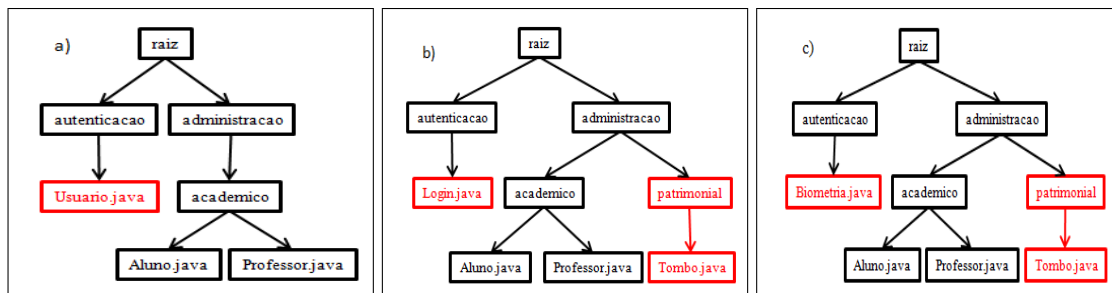 a)
raiz
autenticacao
administracao
Usuario.java
academico
Aluno.java
Professor.java
b)
raiz
autenticacao
administracao
Login.java
academico
patrimonial
Aluno.java
Professor.java
Tombo.java
c)
raiz
autenticacao
administracao
Biometria.java
academico
patrimonial
Aluno.java
Professor.java
Tombo.java